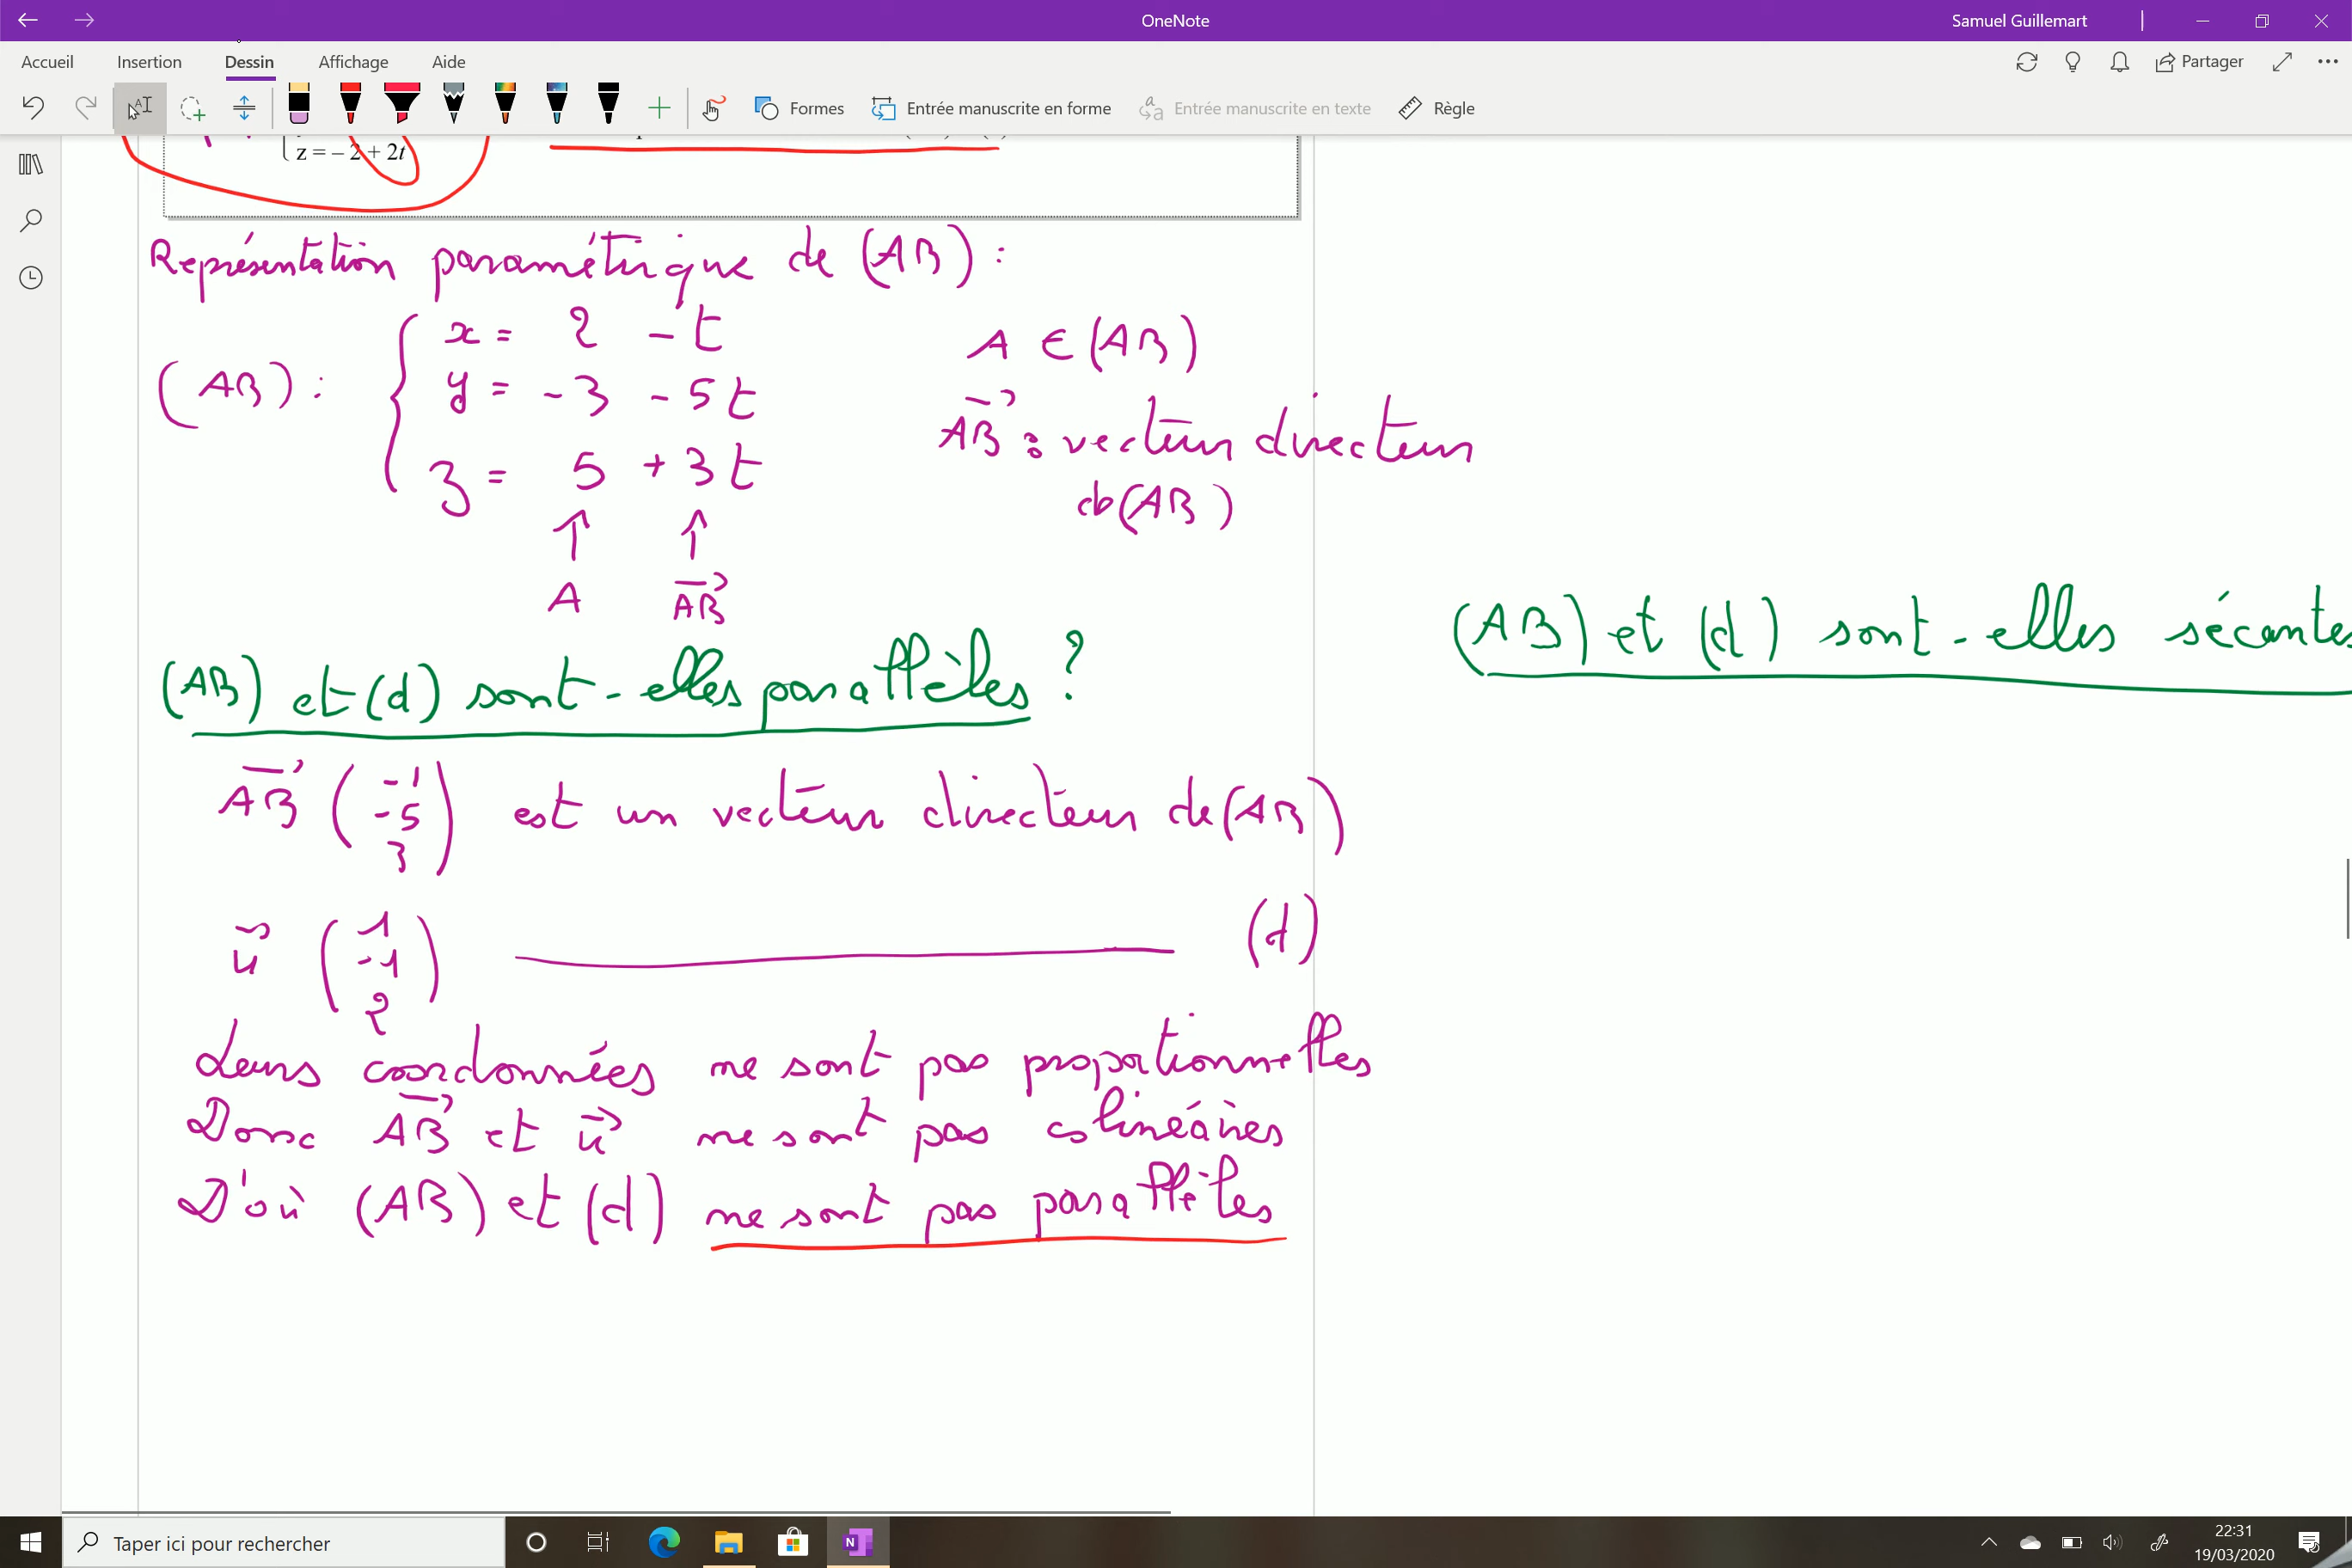 OneNote
Samuel Guillemart
Accueil Insertion Dessin Affichage Aide
Partager
Formes Entrée manuscrite en forme Entrée manuscrite en texte Règle
z = – 2 + 2t
Représentation paramétrique de (AB) :
(AB) : { x = 2 - t
y = -3 - 5t
z = 5 + 3t
↑ ↑
A AB→
A ∈ (AB)
AB→ : vecteur directeur
de (AB)
(AB) et (d) sont-elles parallèles ?
AB→ (-1 -5 3) est un vecteur directeur de (AB)
u→ (1 -1 2) ———— (d)
Leurs coordonnées ne sont pas proportionnelles
Donc AB→ et u→ ne sont pas colinéaires
D'où (AB) et (d) ne sont pas parallèles
(AB) et (d) sont-elles sécantes
Taper ici pour rechercher
22:31
19/03/2020